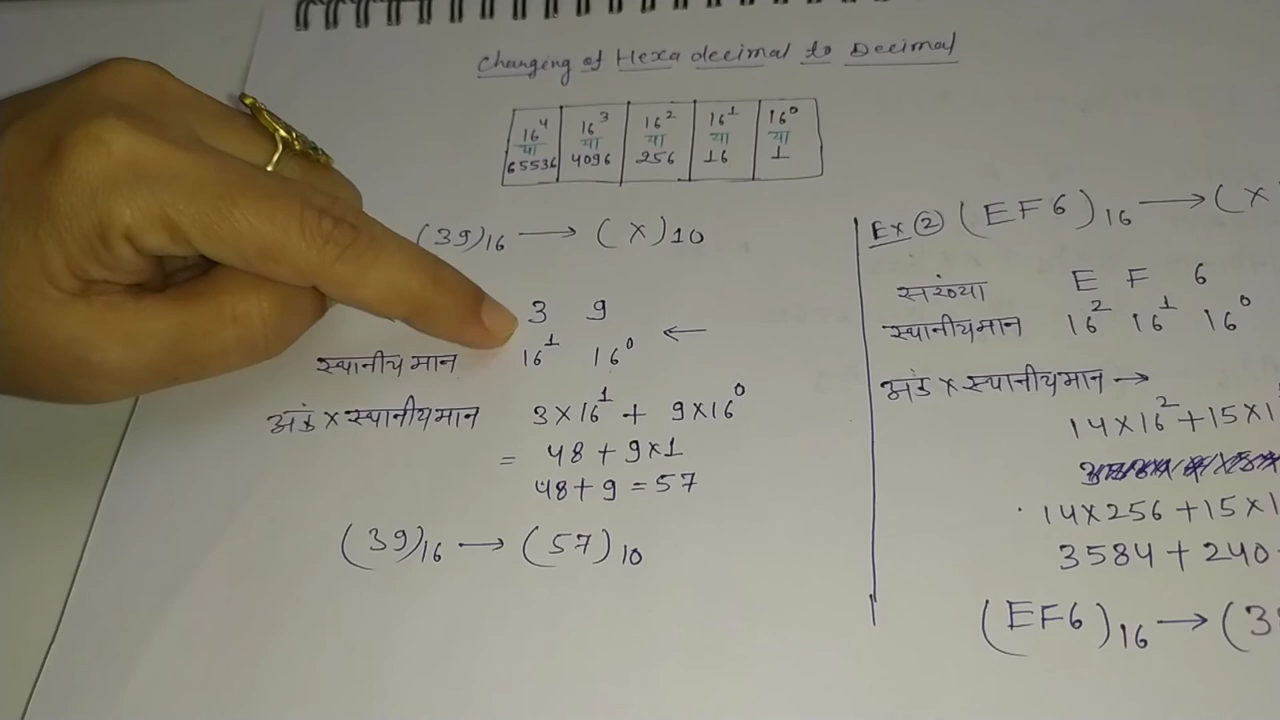 Changing of Hexa decimal to Decimal
16⁴ 16³ 16² 16¹ 16⁰
या या या या या
65536 4096 256 16 1
(39)₁₆ → (x)₁₀
3 9
स्थानीय मान 16¹ 16⁰ ←
अंक × स्थानीयमान 3×16¹ + 9×16⁰
= 48 + 9×1
48 + 9 = 57
(39)₁₆ → (57)₁₀
Ex ② (EF6)₁₆ → (x
सरंव्या E F 6
स्थानीयमान 16² 16¹ 16⁰
अंक × स्थानीयमान →
14×16² + 15×1
14×256 + 15×1
3584 + 240
(EF6)₁₆ → (3